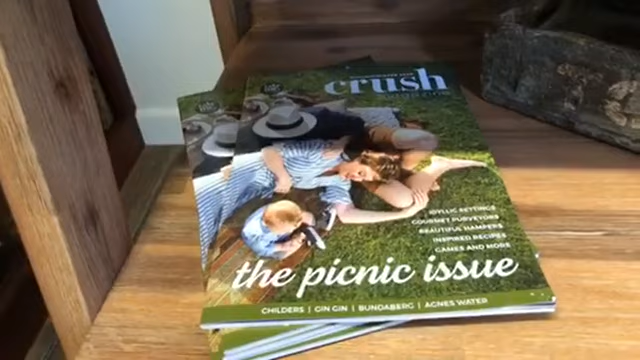 crush
IDYLLIC SETTINGS
GOURMET PURVEYORS
BEAUTIFUL HAMPERS
INSPIRED RECIPES
GAMES AND MORE
the picnic issue
CHILDERS | GIN GIN | BUNDABERG | AGNES WATER